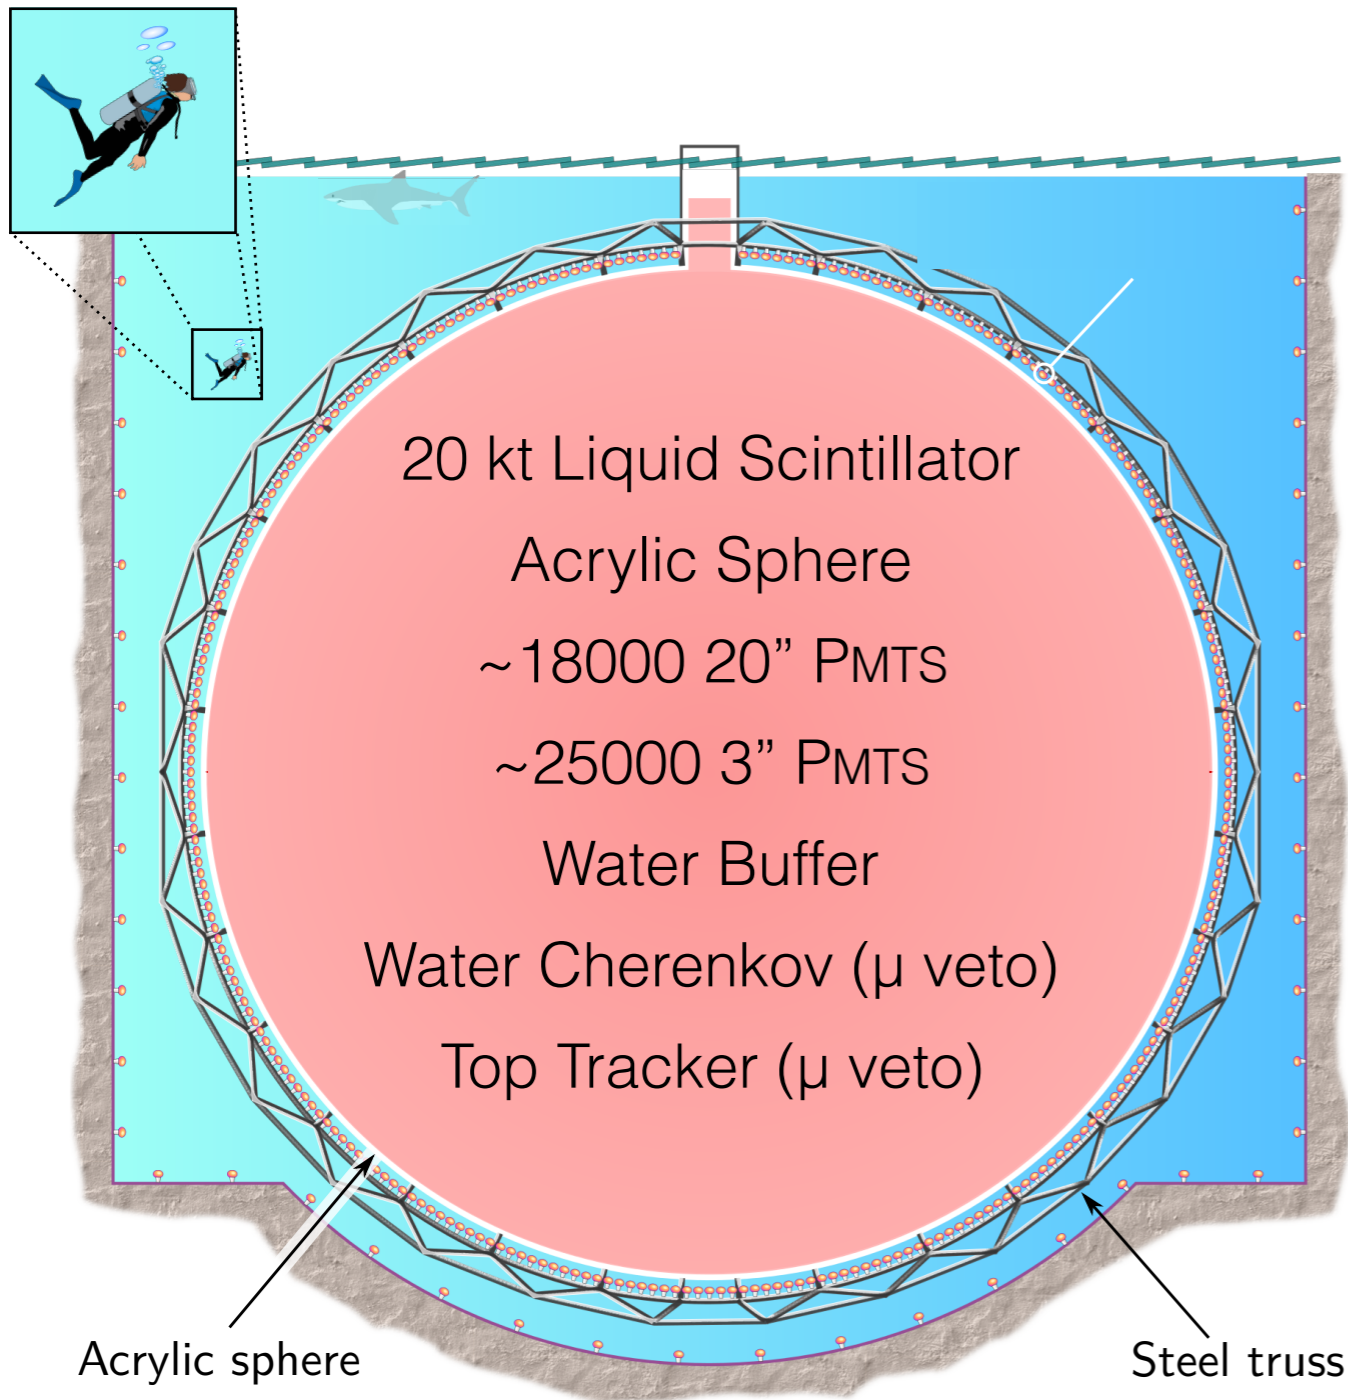 20 kt Liquid Scintillator
Acrylic Sphere
~18000 20” PMTS
~25000 3” PMTS
Water Buffer
Water Cherenkov (μ veto)
Top Tracker (μ veto)
Acrylic sphere
Steel truss